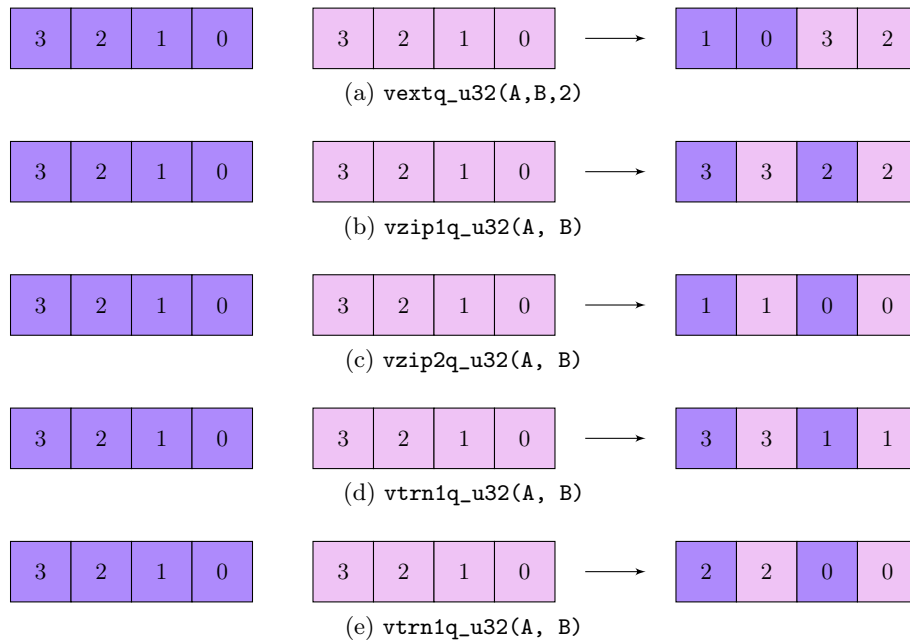 3 2 1 0 3 2 1 0 1 0 3 2
(a) vextq_u32(A,B,2)
3 2 1 0 3 2 1 0 3 3 2 2
(b) vzip1q_u32(A, B)
3 2 1 0 3 2 1 0 1 1 0 0
(c) vzip2q_u32(A, B)
3 2 1 0 3 2 1 0 3 3 1 1
(d) vtrn1q_u32(A, B)
3 2 1 0 3 2 1 0 2 2 0 0
(e) vtrn1q_u32(A, B)